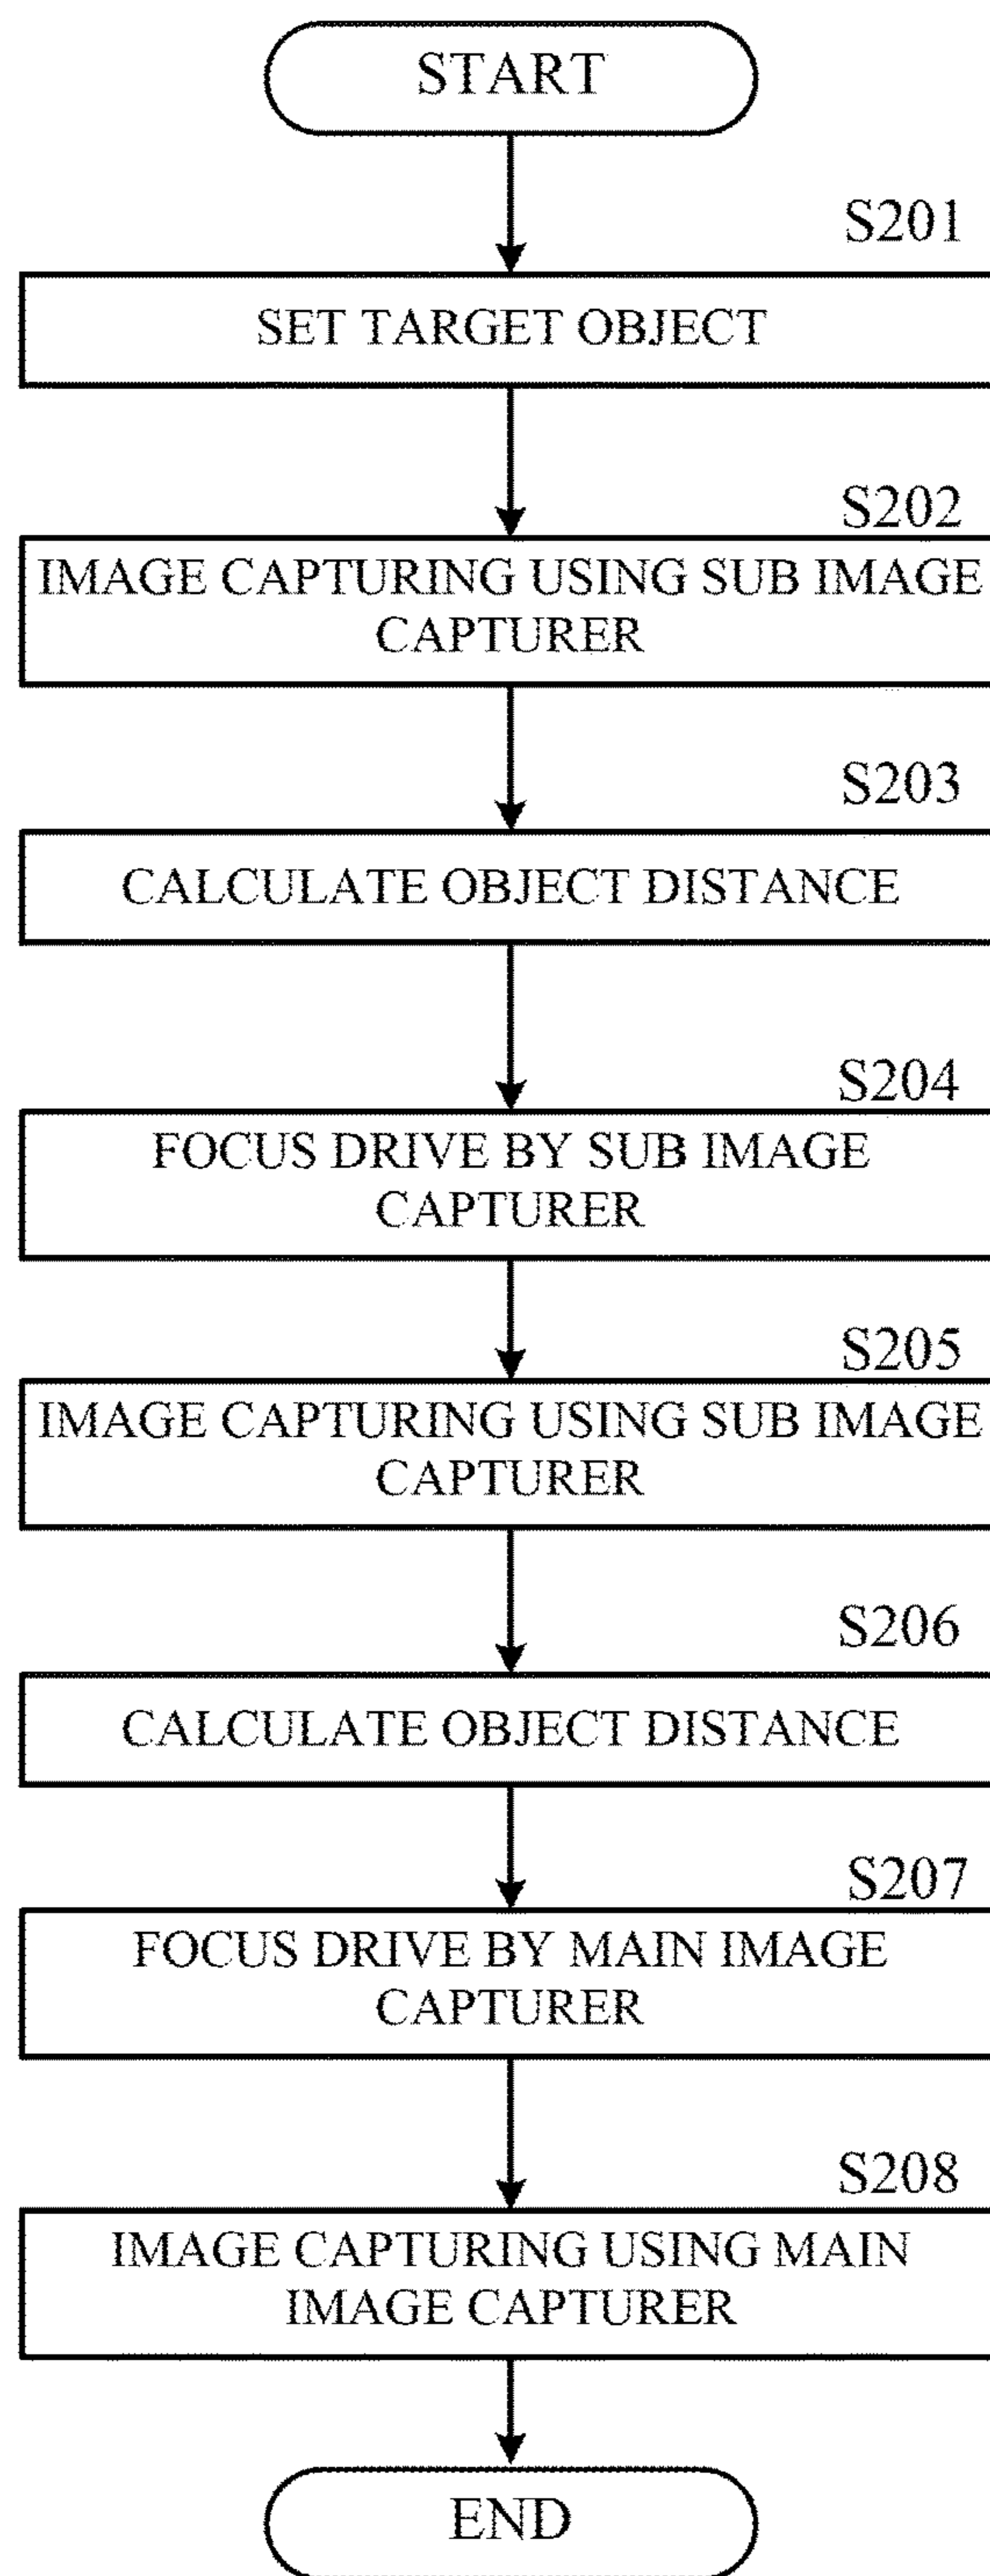 START
S201
SET TARGET OBJECT
S202
IMAGE CAPTURING USING SUB IMAGE
CAPTURER
S203
CALCULATE OBJECT DISTANCE
S204
FOCUS DRIVE BY SUB IMAGE
CAPTURER
S205
IMAGE CAPTURING USING SUB IMAGE
CAPTURER
S206
CALCULATE OBJECT DISTANCE
S207
FOCUS DRIVE BY MAIN IMAGE
CAPTURER
S208
IMAGE CAPTURING USING MAIN
IMAGE CAPTURER
END